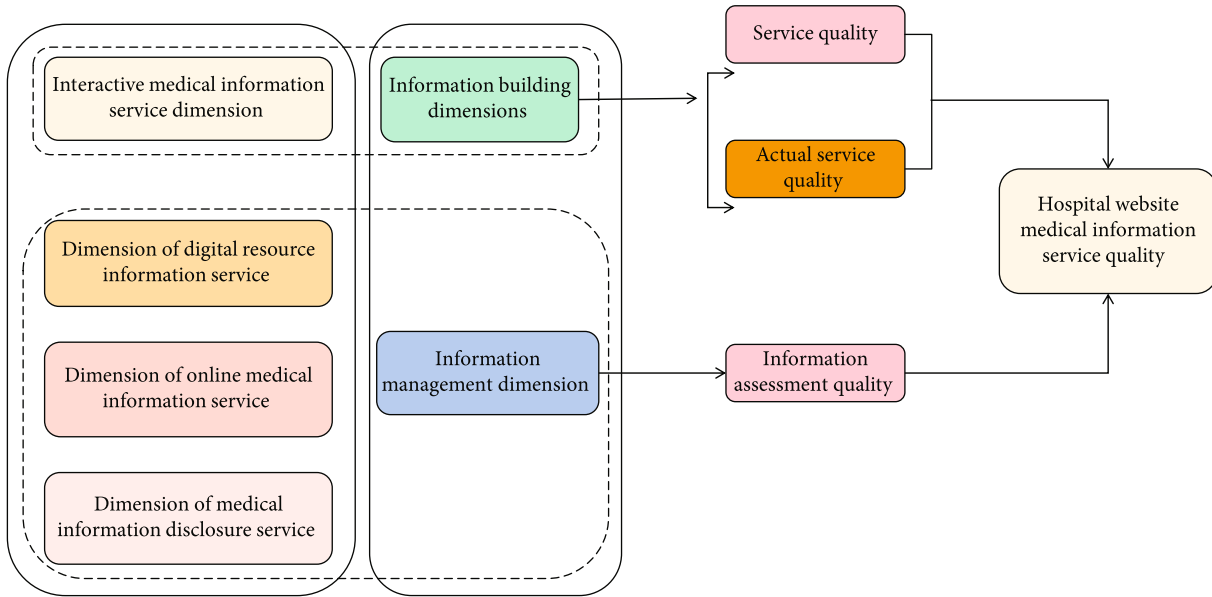 Interactive medical information
service dimension
Information building
dimensions
Service quality
Actual service
quality
Hospital website
medical information
service quality
Dimension of digital resource
information service
Dimension of online medical
information service
Information
management dimension
Information
assessment quality
Dimension of medical
information disclosure service